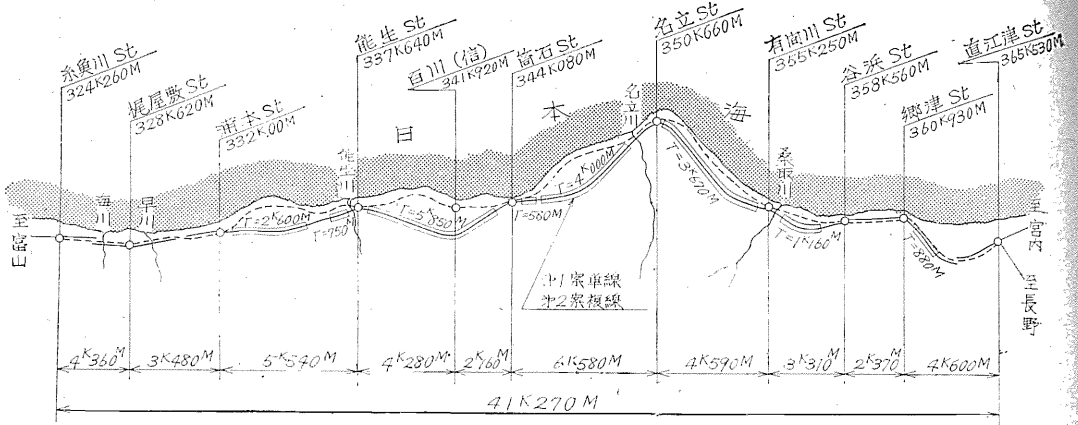 糸魚川 St
324K260M
梶屋敷 St
328K620M
浦本 St
332K00M
能生 St
337K640M
百川(信)
341K920M
筒石 St
344K080M
名立 St
350K660M
有間川 St
355K250M
谷浜 St
358K560M
郷津 St
360K930M
直江津 St
365K530M
日本海
海川
早川
能生川
名立川
桑取川
至富山
至宮内
至長野
T=2K600M
T=750M
T=5K850M
T=560M
T=4K000M
T=3K670M
T=1K160M
T=880M
オ1案単線
オ2案複線
4K360M
3K480M
5K540M
4K280M
2K160M
6K580M
4K590M
3K310M
2K370M
4K600M
41K270M